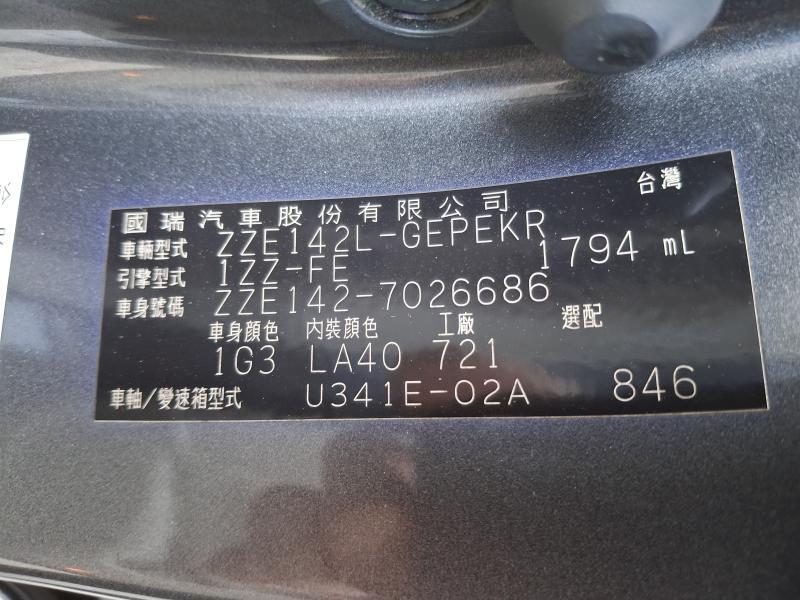 台灣
國瑞汽車股份有限公司
車輛型式 ZZE142L-GEPEKR
引擎型式 1ZZ-FE 1794 mL
車身號碼 ZZE142-7026686
車身顏色 內裝顏色 工廠 選配
1G3 LA40 721
車軸/變速箱型式 U341E-02A 846